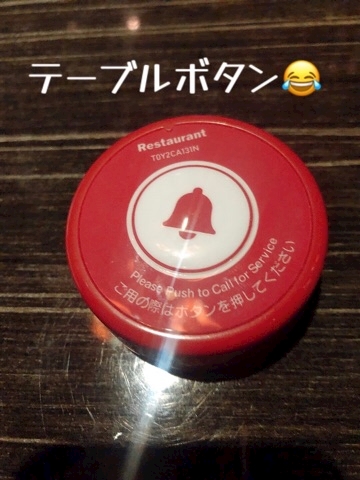 テーブルボタン😂
Restaurant
T0Y2CA131N
Please Push to Call for Service
ご用の際はボタンを押してください